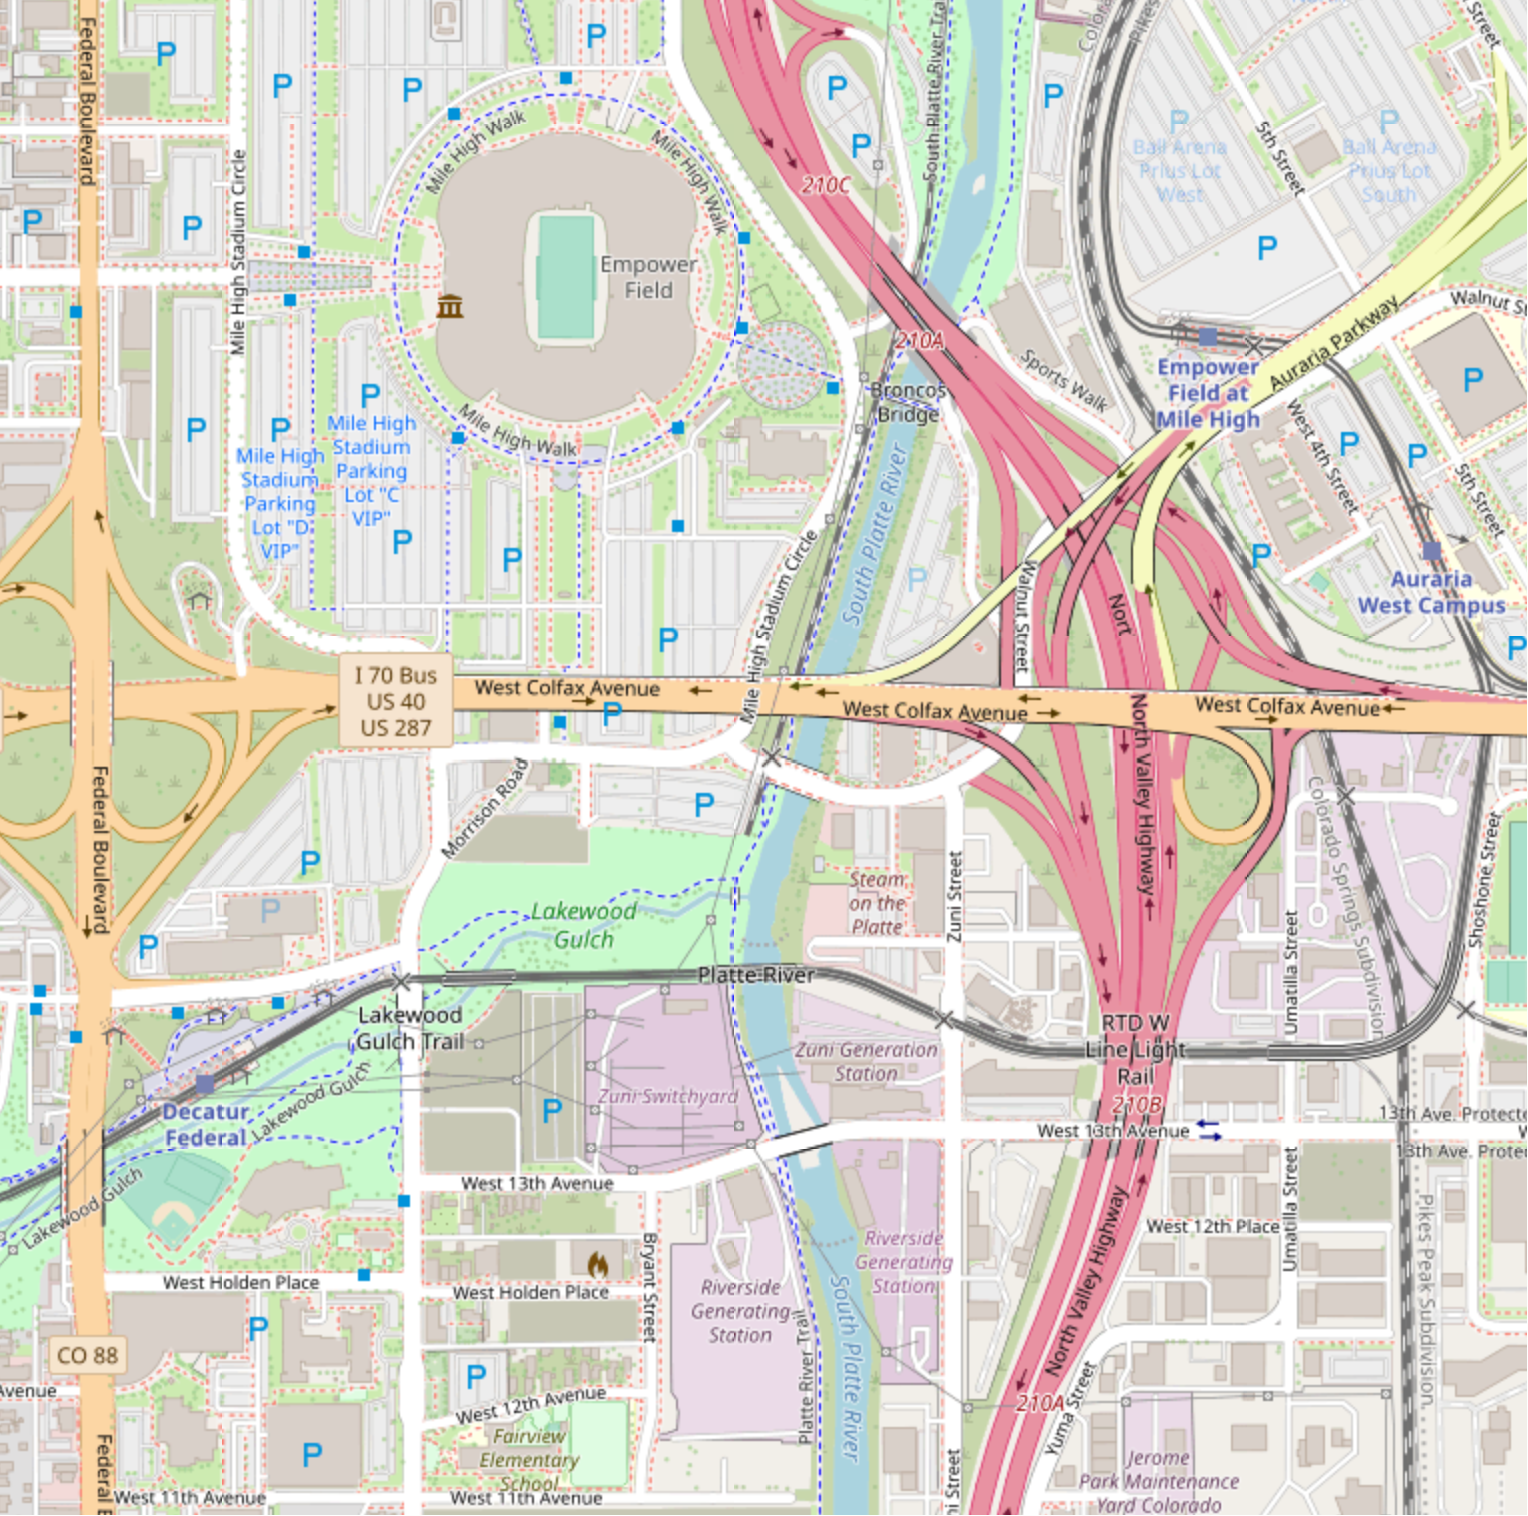 Federal Boulevard
P
P
P
P
P
P
P
P
P
Mile High Stadium Circle
Mile High Walk
Mile High Walk
Empower
Field
Mile High Walk
South Platte River Trai
210C
Pikes
5th Street
Street
Ball Arena
Prius Lot
West
Ball Arena
Prius Lot
South
P
P
P
Walnut St
Auraria Parkway
210A
Sports Walk
Empower
Field at
Mile High
Broncos
Bridge
P
P
P
P
Mile High
Stadium
Parking
Lot "C
VIP"
Mile High
Stadium
Parking
Lot "D
VIP"
P
P
P
P
P
West 4th Street
5th Street
P
P
P
Auraria
West Campus
South Platte River
Mile High Stadium Circle
Walnut Street
Nort
P
P
I 70 Bus
US 40
US 287
West Colfax Avenue
West Colfax Avenue
West Colfax Avenue
P
Morrison Road
P
P
P
P
Federal Boulevard
North Valley Highway
Colorado Springs Subdivision
Shoshone Street
Zuni Street
Steam
on the
Platte
Lakewood
Gulch
Platte River
Umatilla Street
Lakewood
Gulch Trail
RTD W
Line Light
Rail
210B
Zuni Generation
Station
Zuni Switchyard
P
Decatur
Federal
Lakewood Gulch
Lakewood Gulch
13th Ave. Protecte
West 13th Avenue
13th Ave. Protec
West 13th Avenue
Umatilla Street
West 12th Place
Pikes Peak Subdivision
North Valley Highway
Bryant Street
Riverside
Generating
Station
Riverside
Generating
Station
West Holden Place
West Holden Place
P
P
CO 88
Avenue
South Platte River
Platte River Trail
West 12th Avenue
Fairview
Elementary
School
210A
Yuma Street
Jerome
Park Maintenance
Yard Colorado
P
Federal B
West 11th Avenue
West 11th Avenue
ni Street